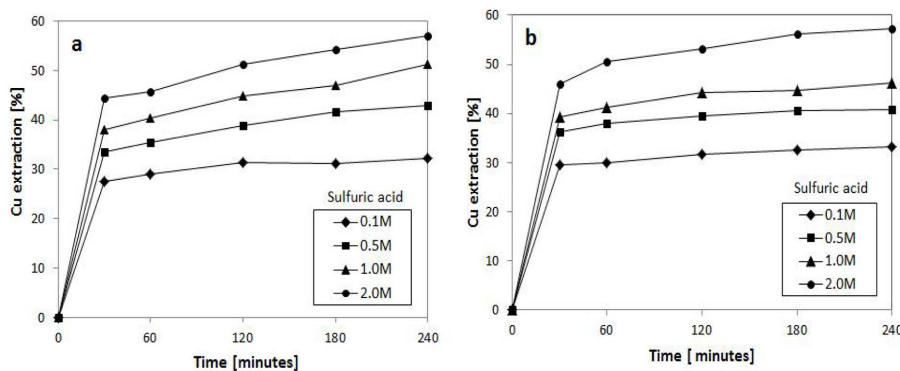 a
Cu extraction [%]
60
50
40
30
20
10
0
Sulfuric acid
0.1M
0.5M
1.0M
2.0M
0 60 120 180 240
Time [minutes]
b
Cu extraction [%]
60
50
40
30
20
10
0
Sulfuric acid
0.1M
0.5M
1.0M
2.0M
0 60 120 180 240
Time [ minutes]